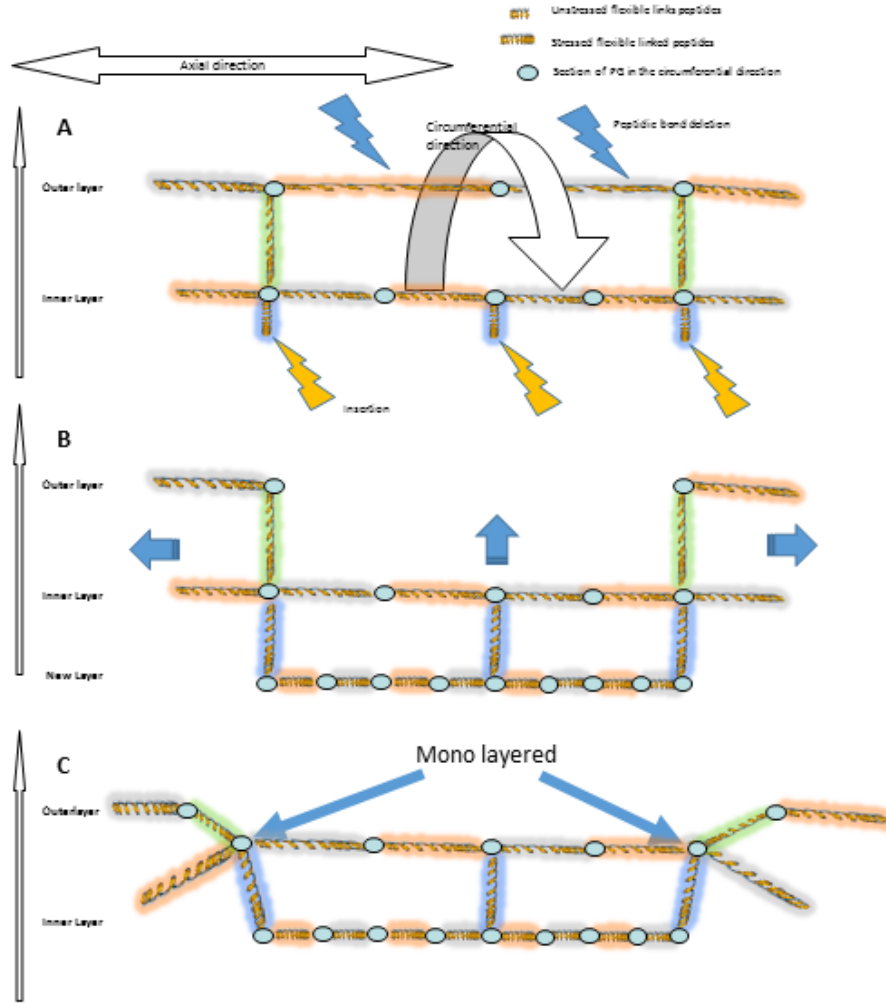 Unstressed flexible links peptides
Stressed flexible linked peptides
Section of PG in the circumferential direction
Axial direction
A
Circumferential
direction
Peptidic bond deletion
Outer layer
Inner Layer
Insertion
B
Outer layer
Inner Layer
New Layer
C
Mono layered
Outerlayer
Inner Layer